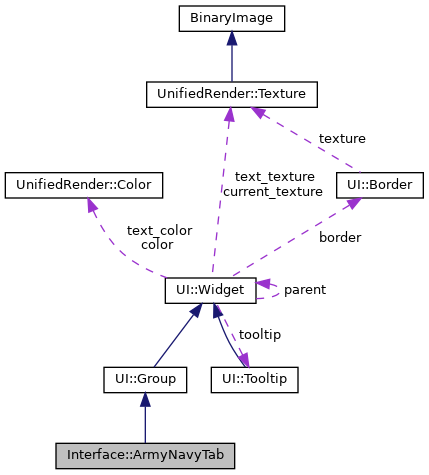 BinaryImage
UnifiedRender::Texture
texture
UnifiedRender::Color
text_texture
current_texture
UI::Border
text_color
color
border
UI::Widget
parent
tooltip
UI::Group
UI::Tooltip
Interface::ArmyNavyTab